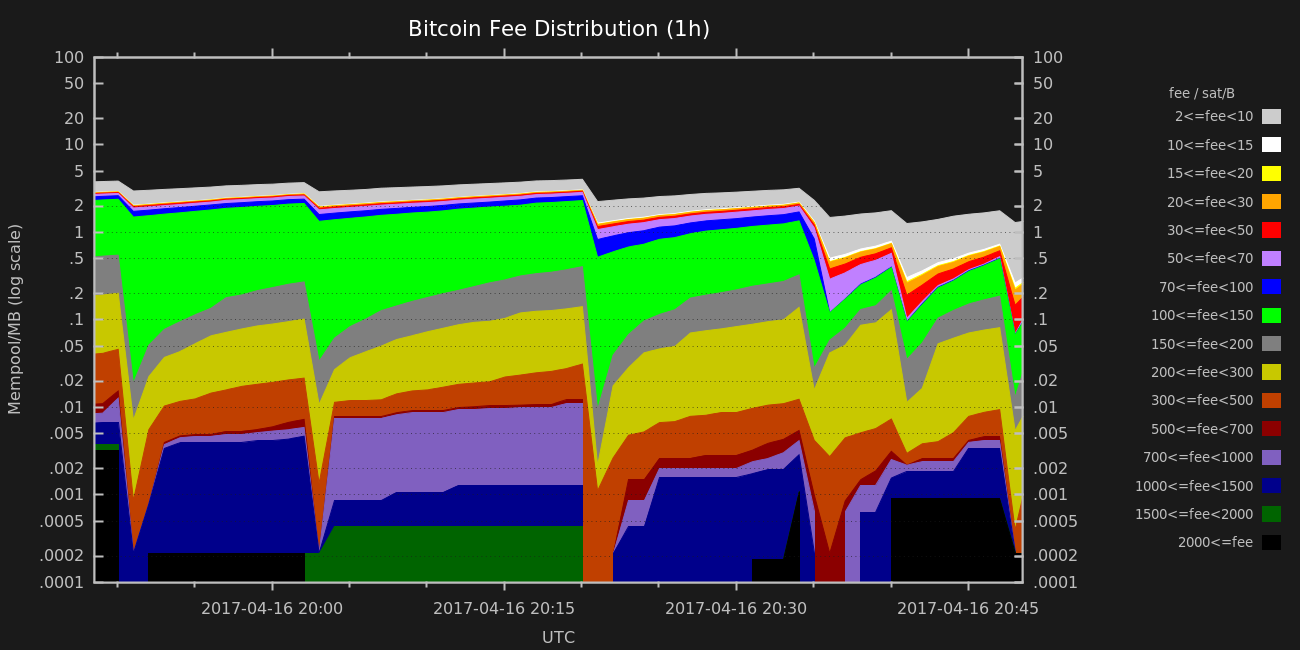 Bitcoin Fee Distribution (1h)
Mempool/MB (log scale)
100
50
20
10
5
2
1
.5
.2
.1
.05
.02
.01
.005
.002
.001
.0005
.0002
.0001
100
50
20
10
5
2
1
.5
.2
.1
.05
.02
.01
.005
.002
.001
.0005
.0002
.0001
2017-04-16 20:00
2017-04-16 20:15
2017-04-16 20:30
2017-04-16 20:45
UTC
fee / sat/B
2<=fee<10
10<=fee<15
15<=fee<20
20<=fee<30
30<=fee<50
50<=fee<70
70<=fee<100
100<=fee<150
150<=fee<200
200<=fee<300
300<=fee<500
500<=fee<700
700<=fee<1000
1000<=fee<1500
1500<=fee<2000
2000<=fee